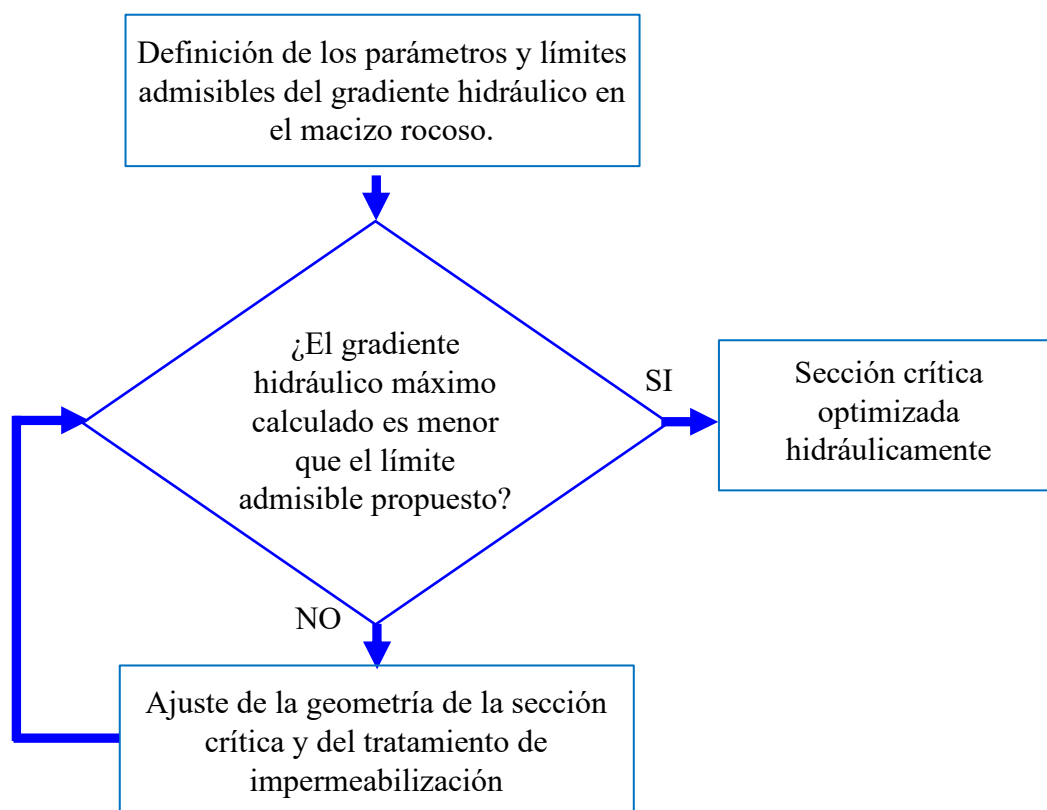 Definición de los parámetros y límites
admisibles del gradiente hidráulico en
el macizo rocoso.
¿El gradiente
hidráulico máximo
calculado es menor
que el límite
admisible propuesto?
SI
Sección crítica
optimizada
hidráulicamente
NO
Ajuste de la geometría de la sección
crítica y del tratamiento de
impermeabilización